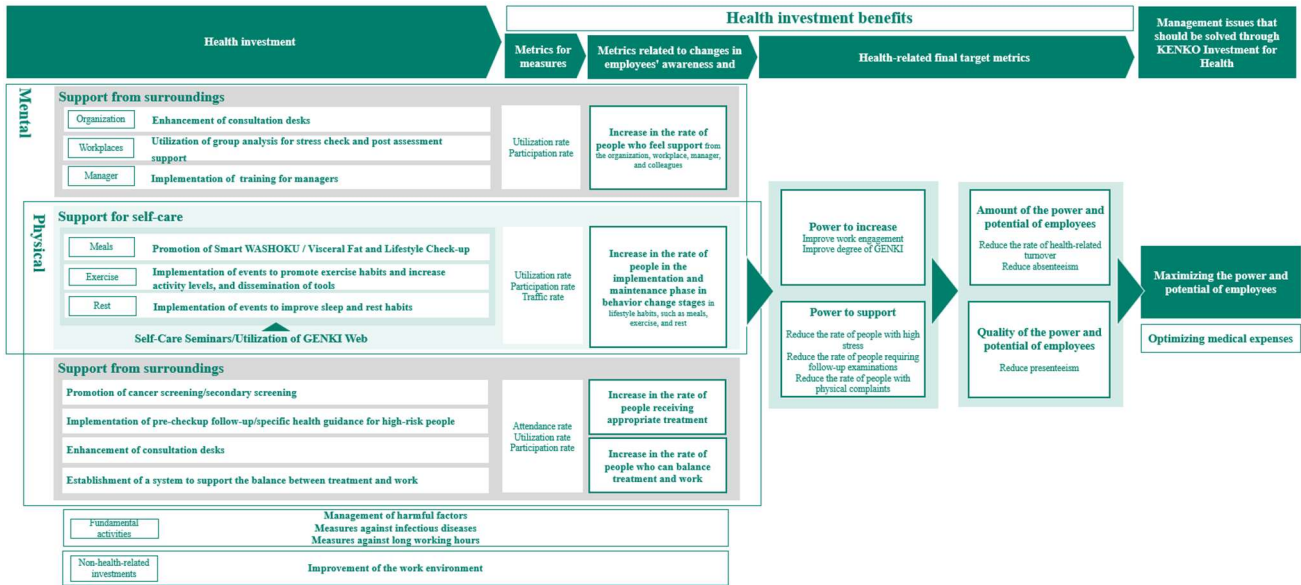 Health investment
Health investment benefits
Metrics for
measures
Metrics related to changes in
employees' awareness and
Health-related final target metrics
Management issues that
should be solved through
KENKO Investment for
Health
Mental
Physical
Support from surroundings
Organization
Enhancement of consultation desks
Workplaces
Utilization of group analysis for stress check and post assessment
support
Manager
Implementation of training for managers
Utilization rate
Participation rate
Increase in the rate of
people who feel support from
the organization, workplace, manager,
and colleagues
Support for self-care
Meals
Promotion of Smart WASHOKU / Visceral Fat and Lifestyle Check-up
Exercise
Implementation of events to promote exercise habits and increase
activity levels, and dissemination of tools
Rest
Implementation of events to improve sleep and rest habits
Self-Care Seminars/Utilization of GENKI Web
Utilization rate
Participation rate
Traffic rate
Increase in the rate of
people in the
implementation and
maintenance phase in
behavior change stages in
lifestyle habits, such as meals,
exercise, and rest
Support from surroundings
Promotion of cancer screening/secondary screening
Implementation of pre-checkup follow-up/specific health guidance for high-risk people
Enhancement of consultation desks
Establishment of a system to support the balance between treatment and work
Attendance rate
Utilization rate
Participation rate
Increase in the rate of
people receiving
appropriate treatment
Increase in the rate of
people who can balance
treatment and work
Fundamental
activities
Management of harmful factors
Measures against infectious diseases
Measures against long working hours
Non-health-related
investments
Improvement of the work environment
Power to increase
Improve work engagement
Improve degree of GENKI
Power to support
Reduce the rate of people with high
stress
Reduce the rate of people requiring
follow-up examinations
Reduce the rate of people with
physical complaints
Amount of the power and
potential of employees
Reduce the rate of health-related
turnover
Reduce absenteeism
Quality of the power and
potential of employees
Reduce presenteeism
Maximizing the power and
potential of employees
Optimizing medical expenses